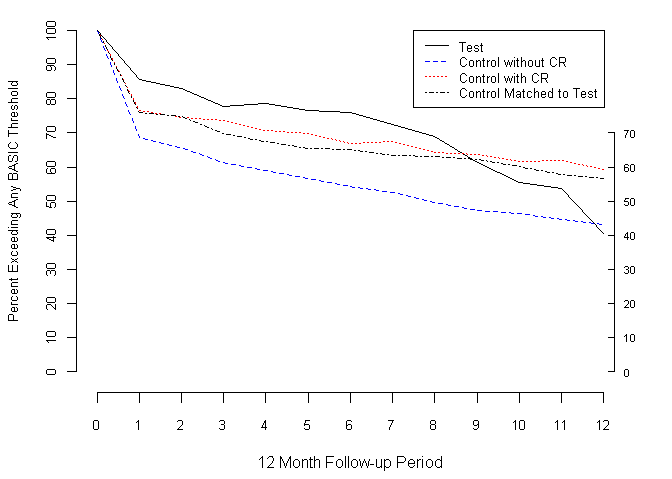 Percent Exceeding Any BASIC Threshold
100
90
80
70
60
50
40
30
20
10
0
Test
Control without CR
Control with CR
Control Matched to Test
70
60
50
40
30
20
10
0
0 1 2 3 4 5 6 7 8 9 10 11 12
12 Month Follow-up Period